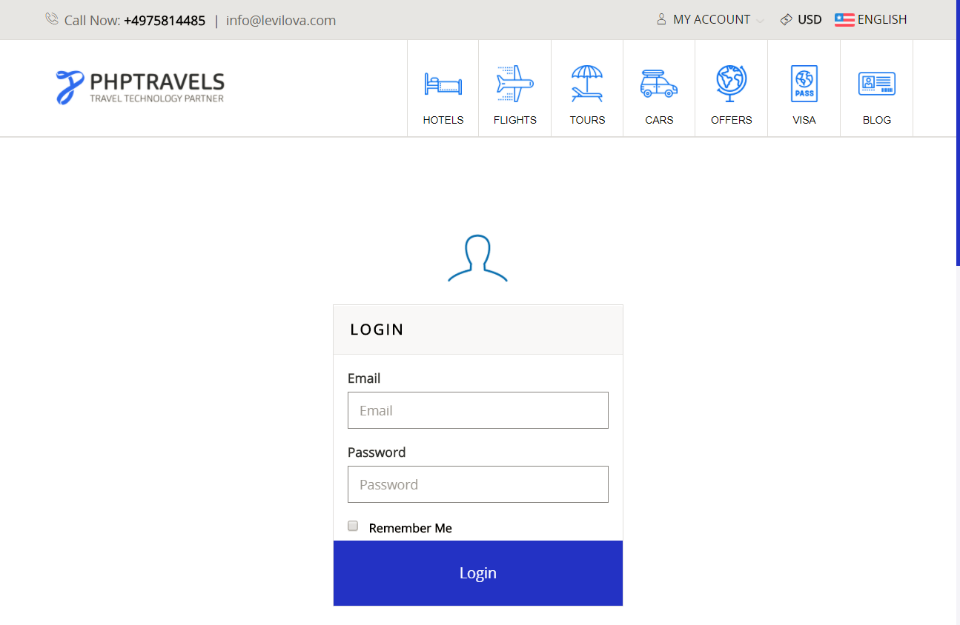 Call Now: +4975814485 | info@levilova.com MY ACCOUNT USD ENGLISH
PHPTRAVELS
TRAVEL TECHNOLOGY PARTNER
PASS
HOTELS FLIGHTS TOURS CARS OFFERS VISA BLOG
LOGIN
Email
Email
Password
Password
Remember Me
Login